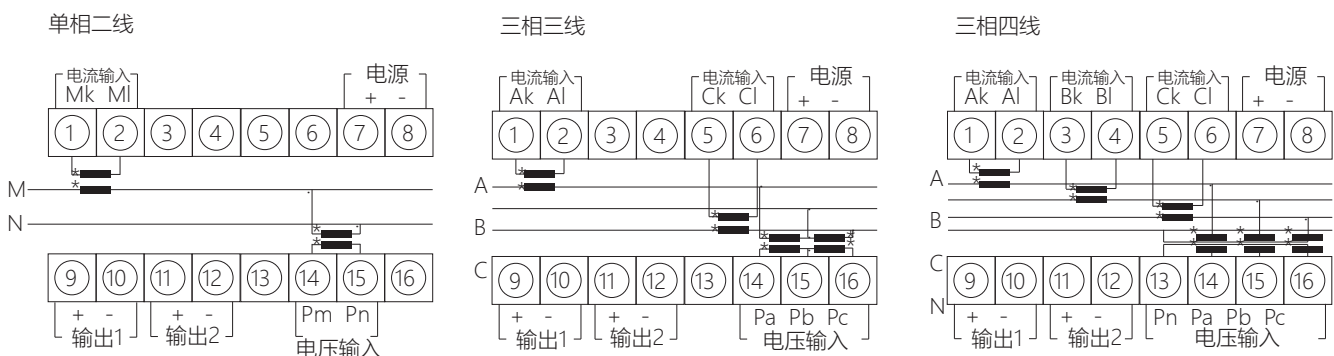 单相二线
电流输入
Mk Ml
电源
+ -
1 2 3 4 5 6 7 8
*
*
M
N
*
*
9 10 11 12 13 14 15 16
+ - + - Pm Pn
输出1 输出2 电压输入
三相三线
电流输入 电流输入 电源
Ak Al Ck Cl + -
1 2 3 4 5 6 7 8
*
*
A
*
B
*
* *
* *
C
9 10 11 12 13 14 15 16
+ - + - Pa Pb Pc
输出1 输出2 电压输入
三相四线
电流输入 电流输入 电流输入 电源
Ak Al Bk Bl Ck Cl + -
1 2 3 4 5 6 7 8
*
* *
A *
*
B *
* * *
* * *
C
9 10 11 12 13 14 15 16
N
+ - + - Pn Pa Pb Pc
输出1 输出2 电压输入